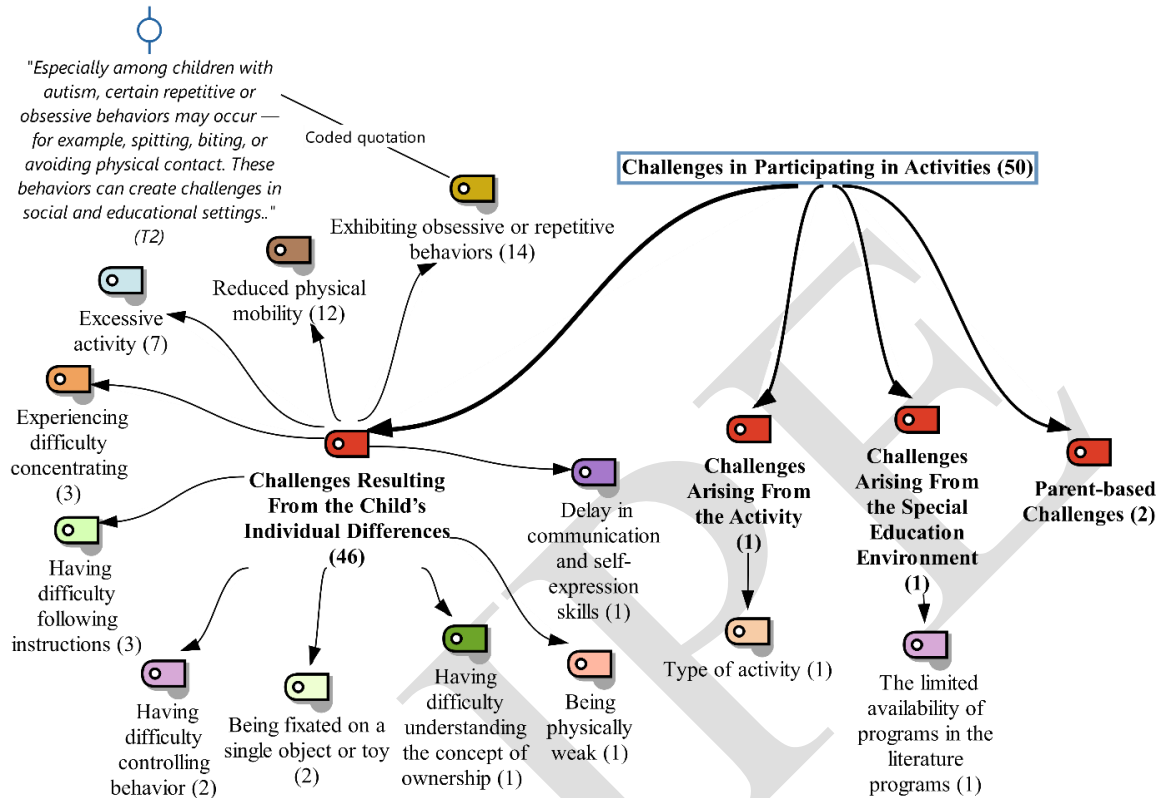 "Especially among children with
autism, certain repetitive or
obsessive behaviors may occur —
for example, spitting, biting, or
avoiding physical contact. These
behaviors can create challenges in
social and educational settings.."
(T2)
Coded quotation
Challenges in Participating in Activities (50)
Exhibiting obsessive or repetitive
behaviors (14)
Reduced physical
mobility (12)
Excessive
activity (7)
Experiencing
difficulty
concentrating
(3)
Having
difficulty
following
instructions (3)
Challenges Resulting
From the Child's
Individual Differences
(46)
Delay in
communication
and self-
expression
skills (1)
Challenges
Arising From
the Activity
(1)
Challenges
Arising From
the Special
Education
Environment
(1)
Parent-based
Challenges (2)
Having
difficulty
controlling
behavior (2)
Being fixated on a
single object or toy
(2)
Having
difficulty
understanding
the concept of
ownership (1)
Being
physically
weak (1)
Type of activity (1)
The limited
availability of
programs in the
literature
programs (1)